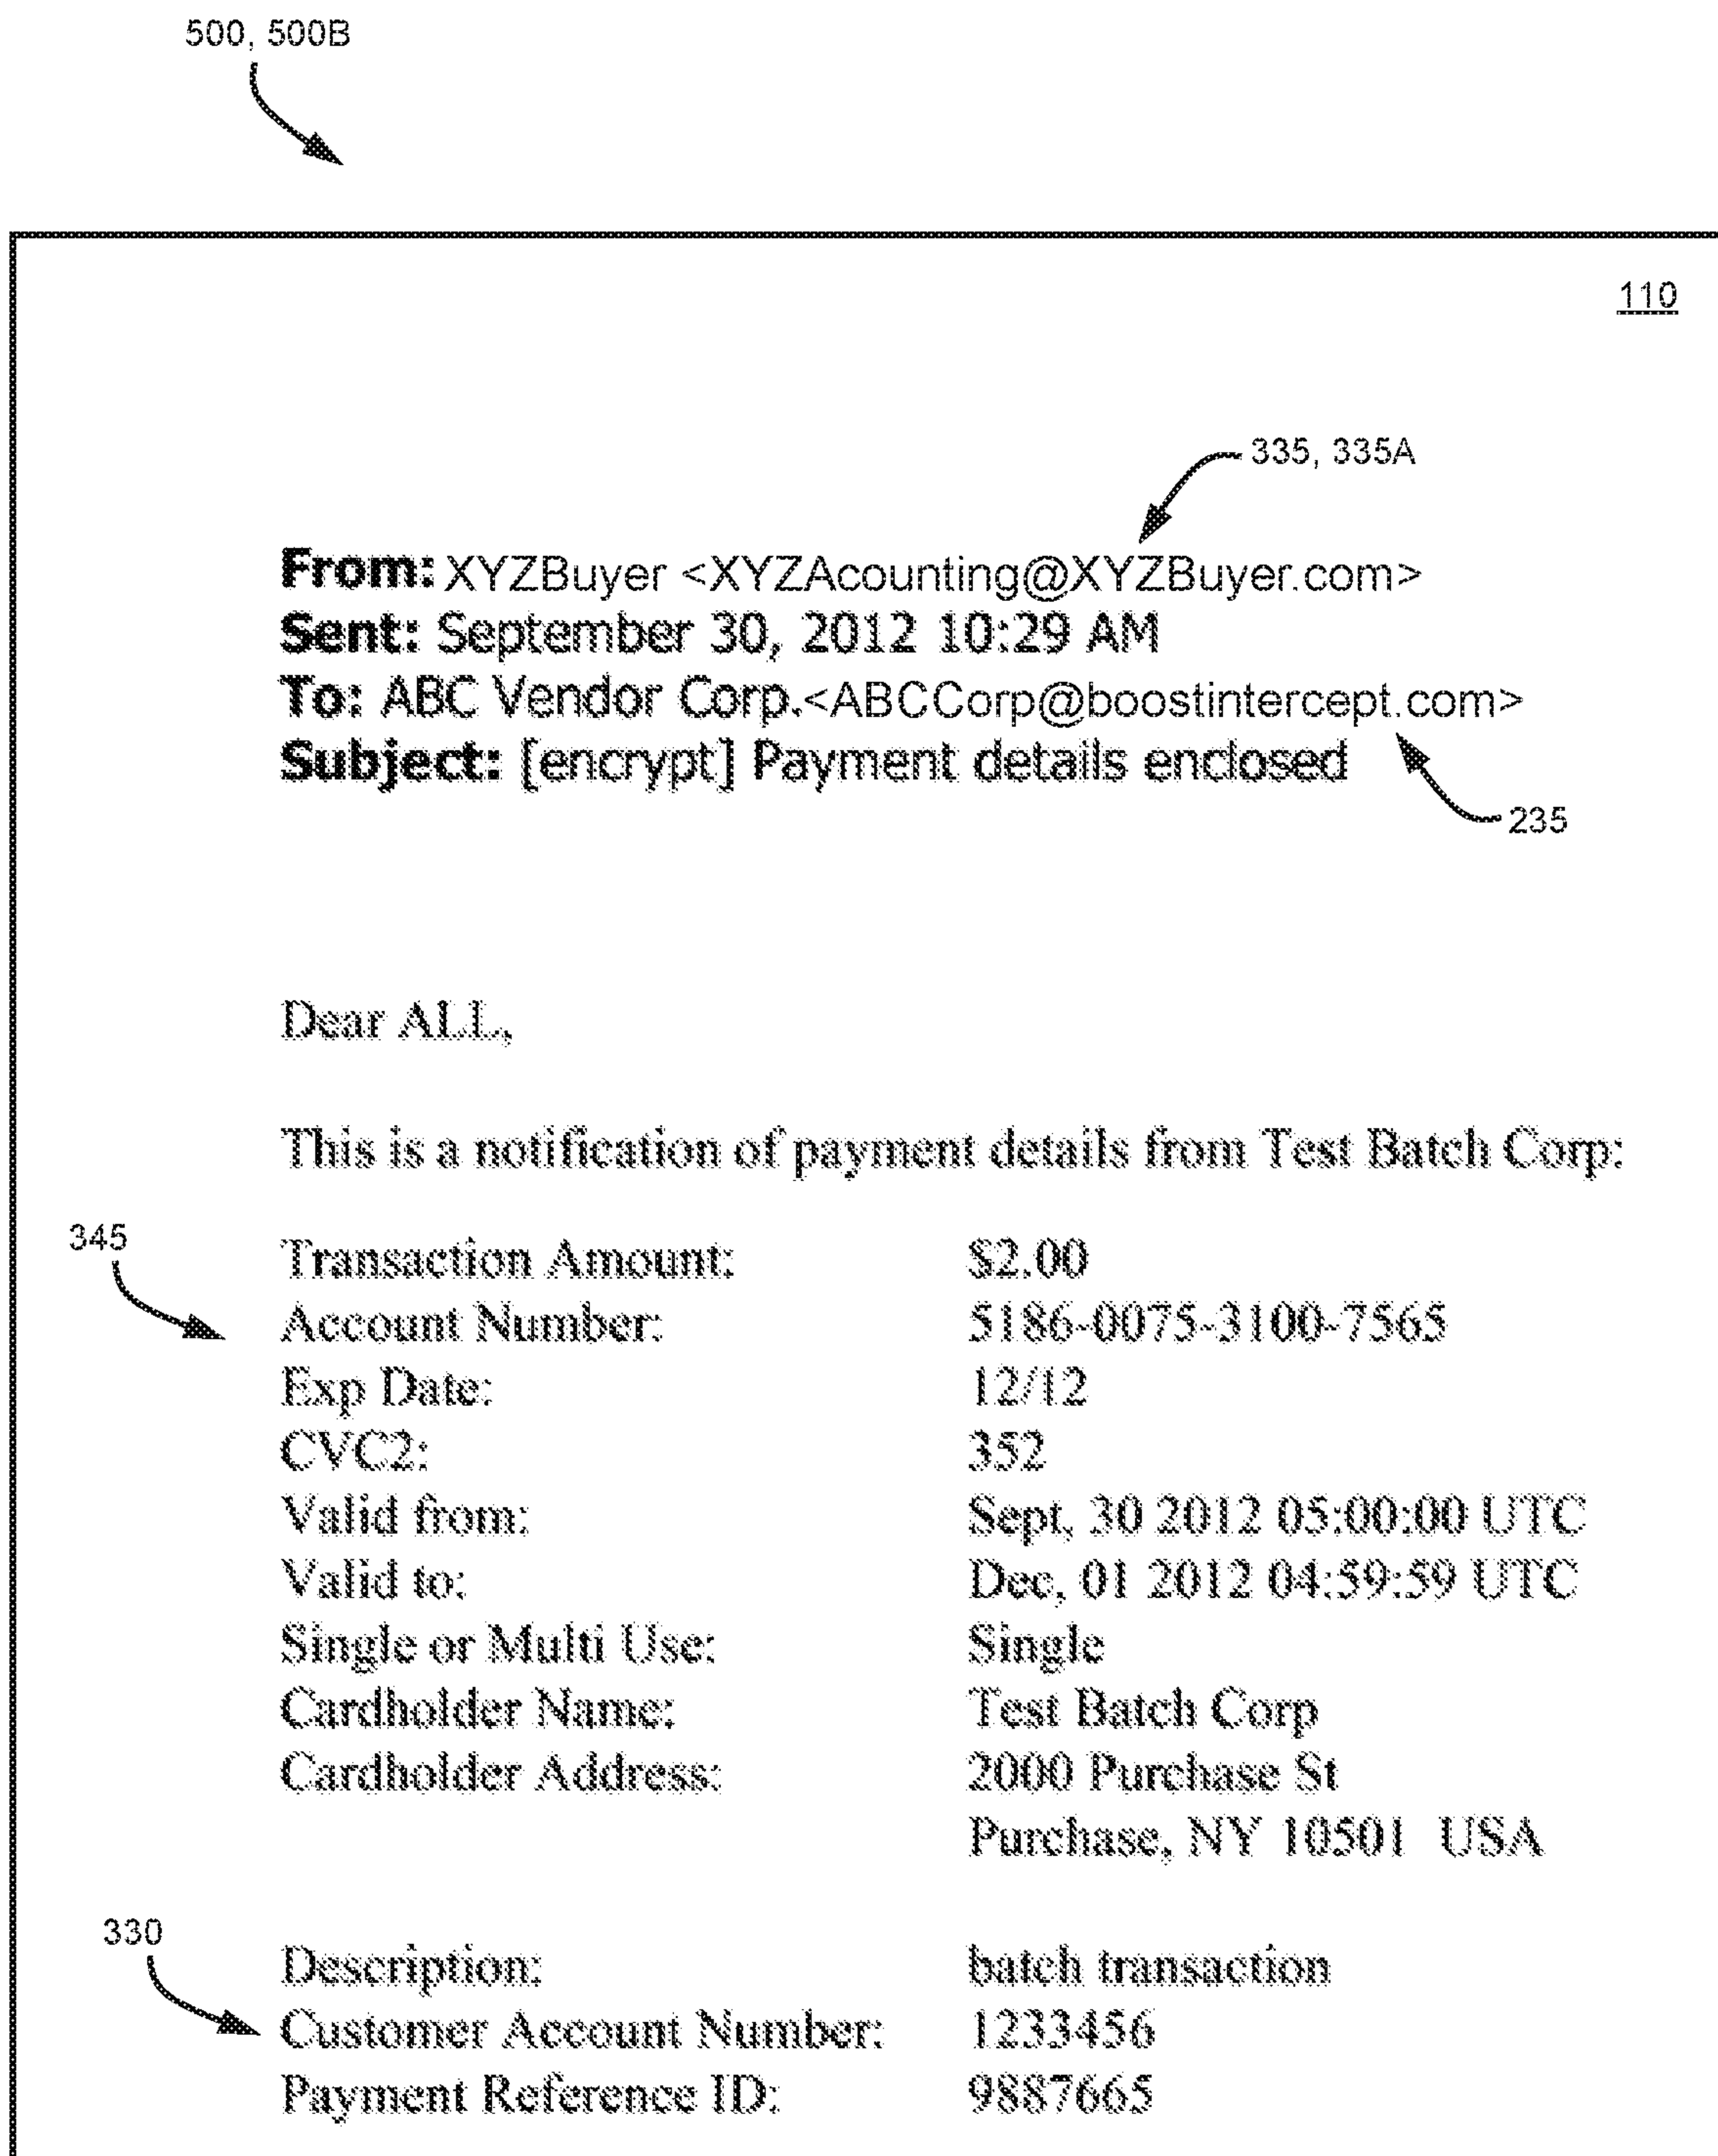 500, 500B
110
335, 335A
From: XYZBuyer <XYZAcounting@XYZBuyer.com>
Sent: September 30, 2012 10:29 AM
To: ABC Vendor Corp.<ABCCorp@boostintercept.com>
Subject: [encrypt] Payment details enclosed
235
Dear ALL,
This is a notification of payment details from Test Batch Corp:
345
Transaction Amount: $2.00
Account Number: 5186-0075-3100-7565
Exp Date: 12/12
CVC2: 352
Valid from: Sept, 30 2012 05:00:00 UTC
Valid to: Dec, 01 2012 04:59:59 UTC
Single or Multi Use: Single
Cardholder Name: Test Batch Corp
Cardholder Address: 2000 Purchase St
Purchase, NY 10501 USA
330
Description: batch transaction
Customer Account Number: 1233456
Payment Reference ID: 9887665